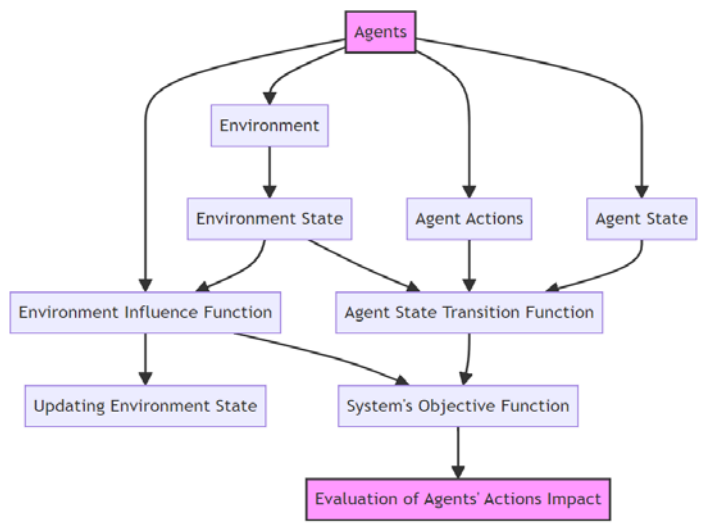 Agents
Environment
Environment State
Agent Actions
Agent State
Environment Influence Function
Agent State Transition Function
Updating Environment State
System's Objective Function
Evaluation of Agents' Actions Impact